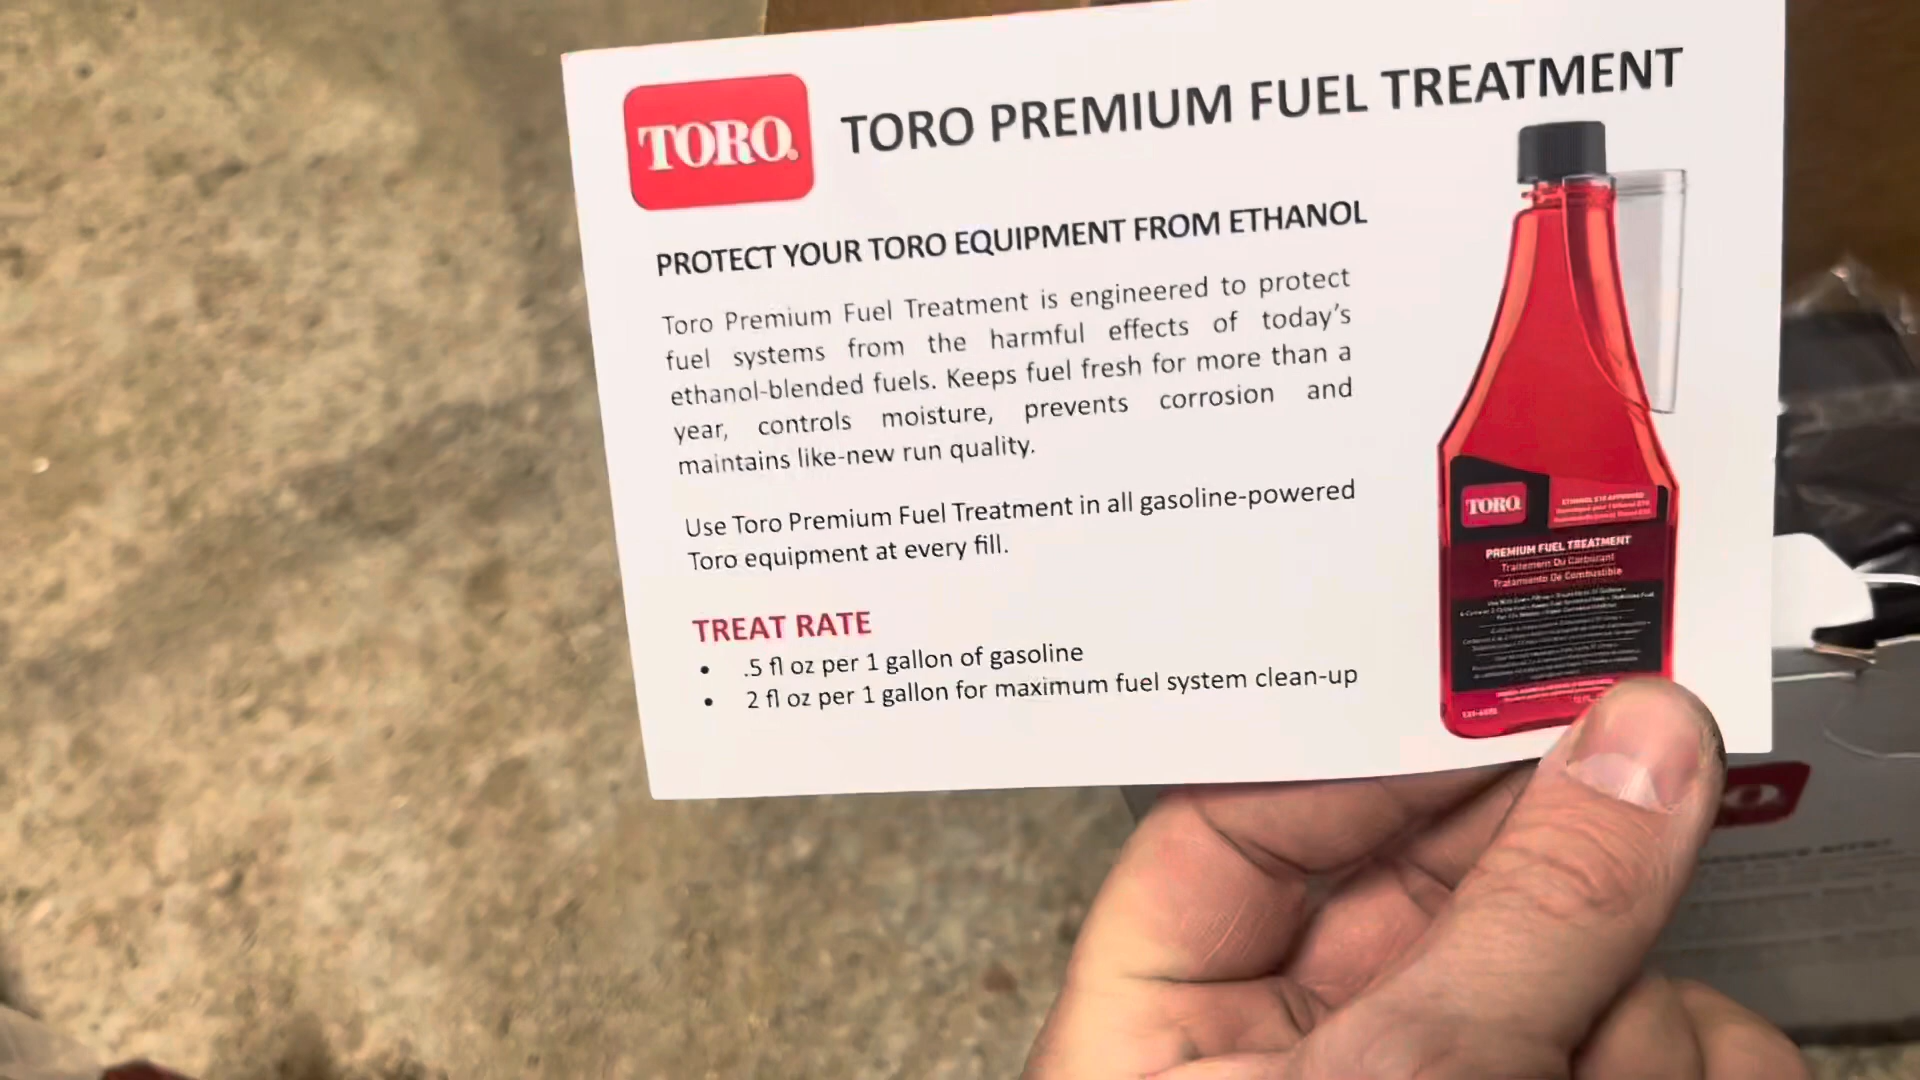 TORO
TORO PREMIUM FUEL TREATMENT
PROTECT YOUR TORO EQUIPMENT FROM ETHANOL
Toro Premium Fuel Treatment is engineered to protect
fuel systems from the harmful effects of today's
ethanol-blended fuels. Keeps fuel fresh for more than a
year, controls moisture, prevents corrosion and
maintains like-new run quality.
Use Toro Premium Fuel Treatment in all gasoline-powered
Toro equipment at every fill.
TREAT RATE
• .5 fl oz per 1 gallon of gasoline
• 2 fl oz per 1 gallon for maximum fuel system clean-up
TORO
ETHANOL E10 APPROVED
PREMIUM FUEL TREATMENT
Traitement Du Carburant
Tratamiento De Combustible